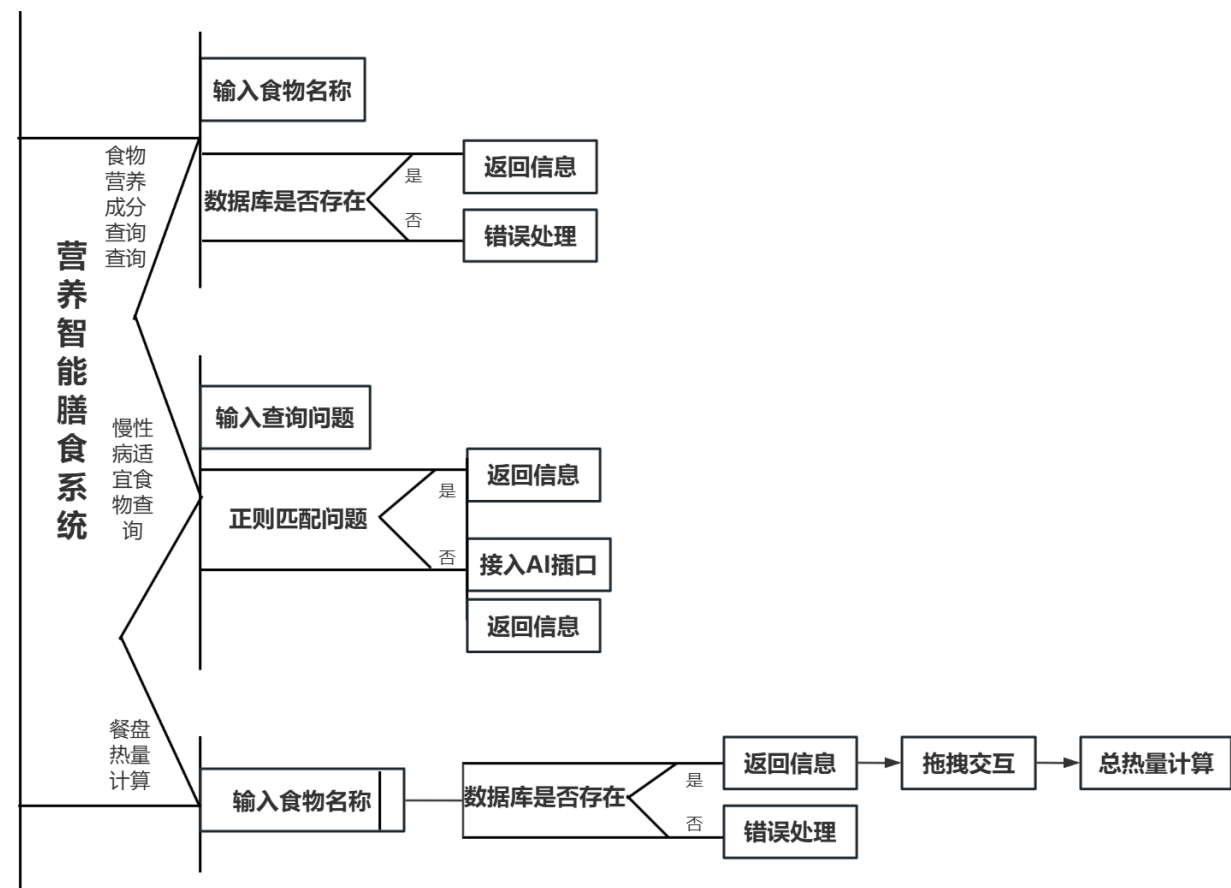 营养智能膳食系统
食物
营养
成分
查询
查询
输入食物名称
数据库是否存在
是
否
返回信息
错误处理
慢性
病适
宜食
物查
询
输入查询问题
正则匹配问题
是
否
返回信息
接入AI插口
返回信息
餐盘
热量
计算
输入食物名称
数据库是否存在
是
否
返回信息
拖拽交互
总热量计算
错误处理